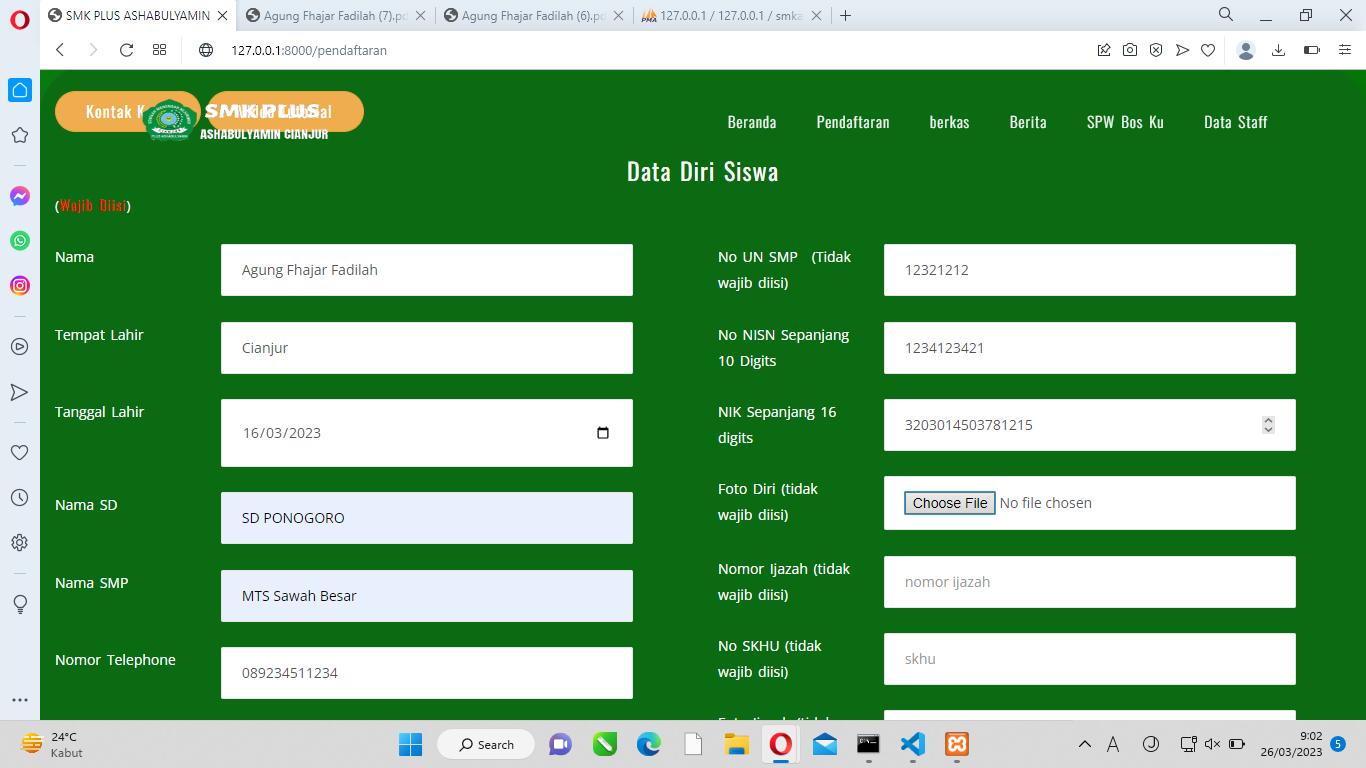 SMK PLUS ASHABULYAMIN
Agung Fhajar Fadilah (7).pd
Agung Fhajar Fadilah (6).pd
127.0.0.1 / 127.0.0.1 / smka
127.0.0.1:8000/pendaftaran
Kontak K
SMK PLUS
ASHABULYAMIN CIANJUR
Beranda
Pendaftaran
berkas
Berita
SPW Bos Ku
Data Staff
Data Diri Siswa
(Wajib Diisi)
Nama
Agung Fhajar Fadilah
No UN SMP (Tidak
wajib diisi)
12321212
Tempat Lahir
Cianjur
No NISN Sepanjang
10 Digits
1234123421
Tanggal Lahir
16/03/2023
NIK Sepanjang 16
digits
3203014503781215
Nama SD
SD PONOGORO
Foto Diri (tidak
wajib diisi)
Choose File No file chosen
Nama SMP
MTS Sawah Besar
Nomor Ijazah (tidak
wajib diisi)
nomor ijazah
Nomor Telephone
089234511234
No SKHU (tidak
wajib diisi)
skhu
24°C
Kabut
Search
9:02
26/03/2023
5